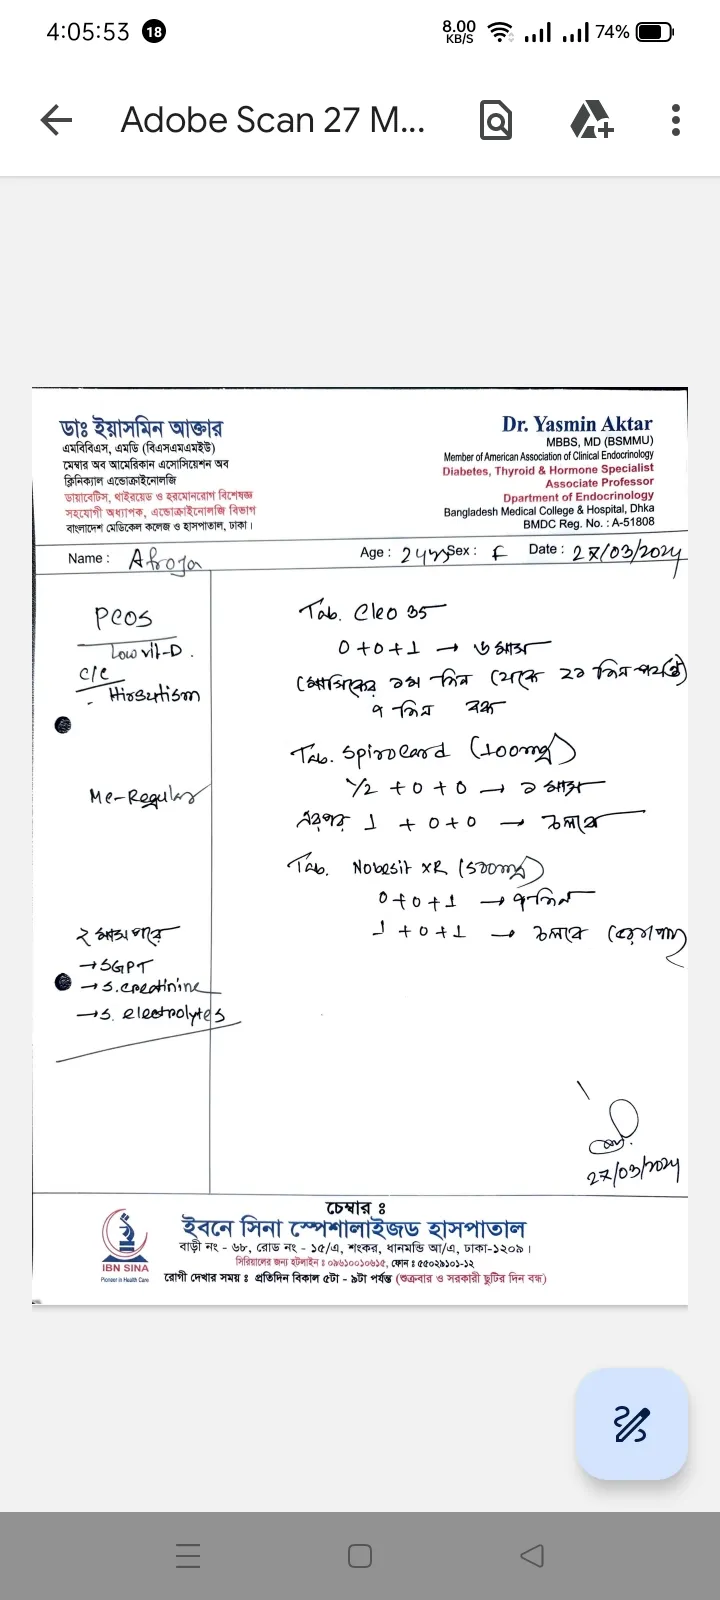 4:05:53 18 8.00 KB/S 74%
Adobe Scan 27 M...
ডাঃ ইয়াসমিন আক্তার
এমবিবিএস, এমডি (বিএসএমএমইউ)
মেম্বার অব আমেরিকান এসোসিয়েশন অব
ক্লিনিক্যাল এন্ডোক্রাইনোলজি
ডায়াবেটিস, থাইরয়েড ও হরমোনরোগ বিশেষজ্ঞ
সহযোগী অধ্যাপক, এন্ডোক্রাইনোলজি বিভাগ
বাংলাদেশ মেডিকেল কলেজ ও হাসপাতাল, ঢাকা।
Dr. Yasmin Aktar
MBBS, MD (BSMMU)
Member of American Association of Clinical Endocrinology
Diabetes, Thyroid & Hormone Specialist
Associate Professor
Dpartment of Endocrinology
Bangladesh Medical College & Hospital, Dhka
BMDC Reg. No. : A-51808
Name : Afroja Age : 24 yrs Sex : F Date : 27/03/2024
PCOS
Low vit-D.
C/C
- Hirsutism
Mc-Regular
২ মাস পরে
→ SGPT
→ S. creatinine
→ S. electrolytes
Tab. Cleo 35
0+0+1 → ৬ মাস
(মাসিকের ১ম দিন থেকে ২১ দিন পর্যন্ত)
৭ দিন বন্ধ
Tab. Spirocard (100mg)
1/2 + 0 + 0 → ১ মাস
এরপর 1 + 0 + 0 → চলবে
Tab. Nobesit XR (500mg)
0+0+1 → ৭ দিন
1+0+1 → চলবে
27/03/2024
চেম্বার ঃ
ইবনে সিনা স্পেশালাইজড হাসপাতাল
বাড়ী নং - ৬৮, রোড নং - ১৫/এ, শংকর, ধানমন্ডি আ/এ, ঢাকা-১২০৯।
সিরিয়ালের জন্য হটলাইন ঃ ০৯৬১০০১০৬১৫, ফোন ঃ ৫৫০২৯১০১-১২
রোগী দেখার সময় ঃ প্রতিদিন বিকাল ৫টা - ৯টা পর্যন্ত (শুক্রবার ও সরকারী ছুটির দিন বন্ধ)
IBN SINA
Pioneer in Health Care